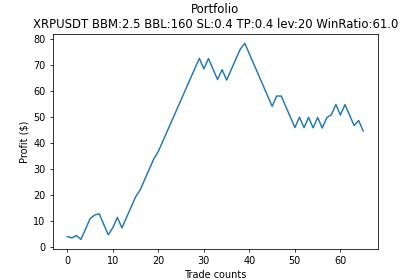 Portfolio
XRPUSDT BBM:2.5 BBL:160 SL:0.4 TP:0.4 lev:20 WinRatio:61.0
80
70
60
50
40
30
20
10
0
Profit ($)
0 10 20 30 40 50 60
Trade counts